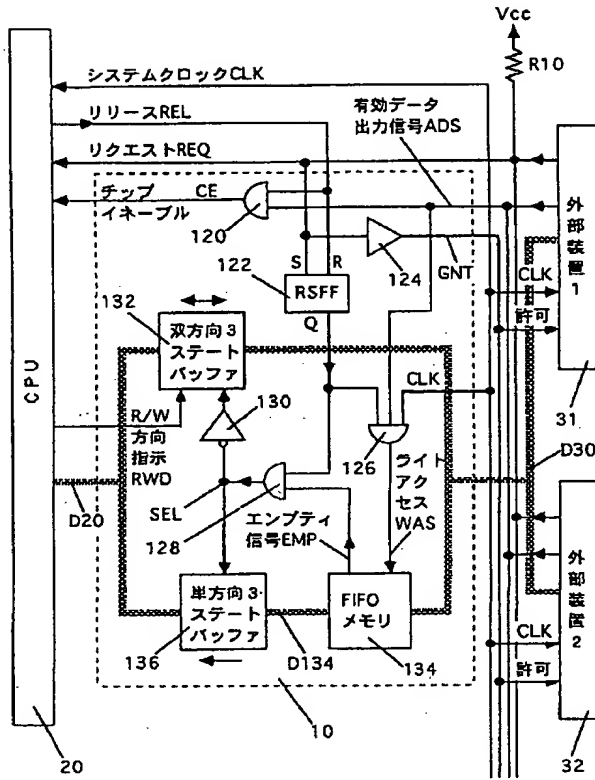 Vcc
R10
システムクロックCLK
リリースREL
有効データ
出力信号ADS
リクエストREQ
チップ
イネーブル
CE
120
S
R
124
GNT
外部装置1
CLK
許可
31
122
RSFF
Q
132
双方向3
ステート
バッファ
CPU
R/W
方向
指示
RWD
130
CLK
126
ライト
アクセス
WAS
D30
D20
SEL
128
エンプティ
信号EMP
単方向3
ステート
バッファ
136
D134
FIFO
メモリ
134
外部装置2
CLK
許可
10
20
32